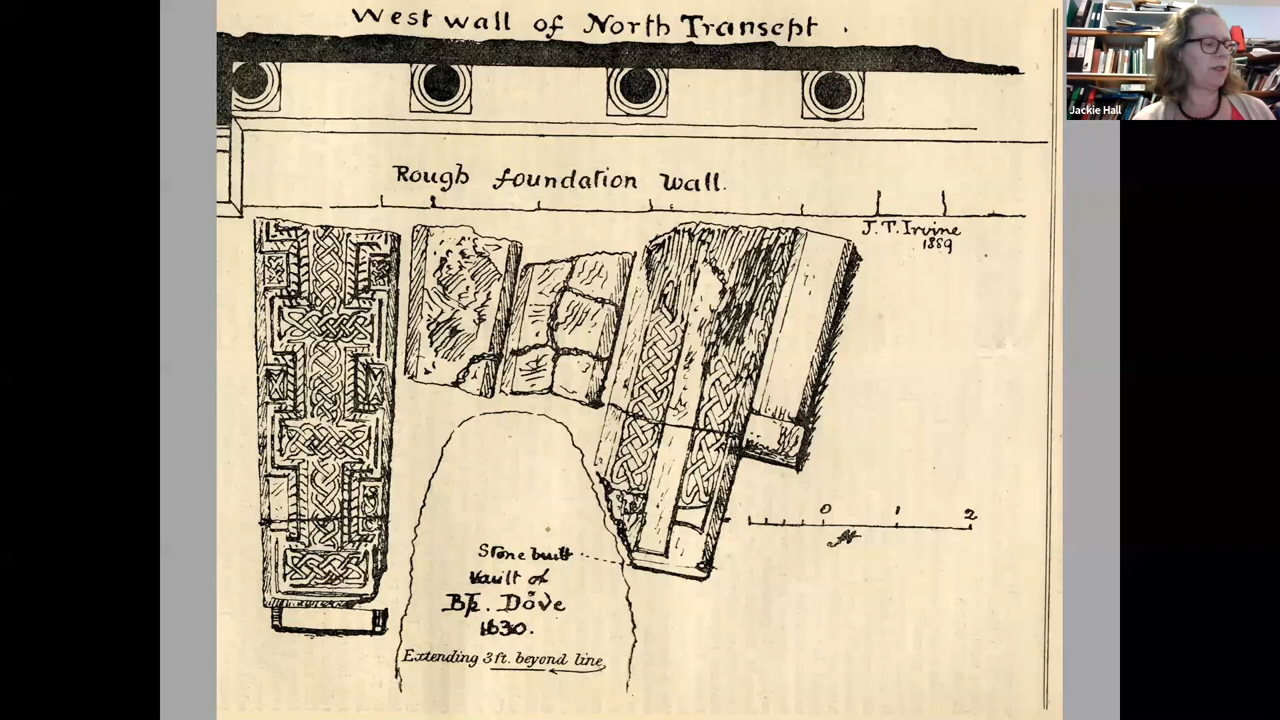 West wall of North Transept.
Jackie Hall
Rough foundation wall.
J. T. Irvine
1889
0 1 2
Stone built
Vault of
Bp. Dove
1630.
Extending 3 ft. beyond line